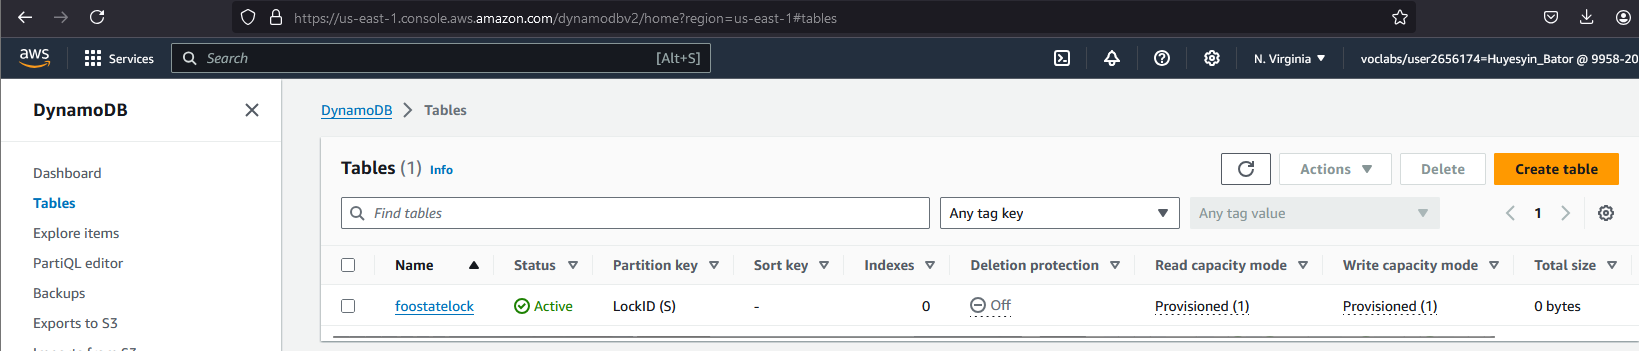 https://us-east-1.console.aws.amazon.com/dynamodbv2/home?region=us-east-1#tables
aws Services Search [Alt+S] N. Virginia voclabs/user2656174=Huyesyin_Bator @ 9958-20
DynamoDB
DynamoDB > Tables
Tables (1) Info
Actions Delete Create table
Find tables Any tag key Any tag value 1
Name Status Partition key Sort key Indexes Deletion protection Read capacity mode Write capacity mode Total size
foostatelock Active LockID (S) - 0 Off Provisioned (1) Provisioned (1) 0 bytes
Dashboard
Tables
Explore items
PartiQL editor
Backups
Exports to S3
Imports from S3